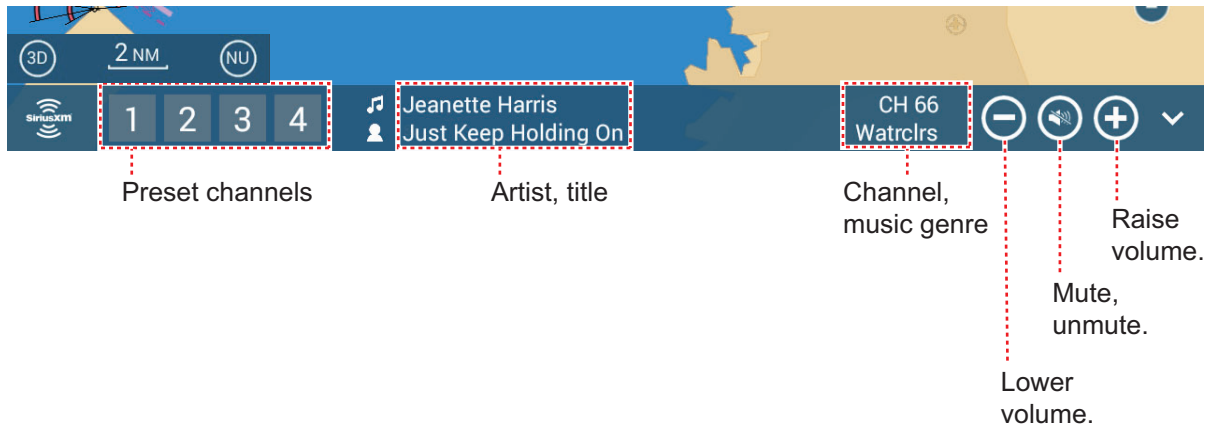 3D
2 NM
NU
siriusxm
1 2 3 4
Jeanette Harris
Just Keep Holding On
CH 66
Watrclrs
Preset channels
Artist, title
Channel,
music genre
Raise
volume.
Mute,
unmute.
Lower
volume.